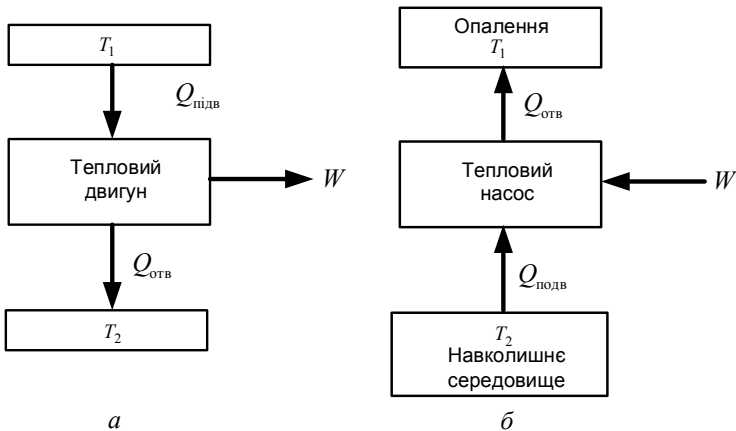 T₁
Qпідв
Тепловий
двигун
W
Qотв
T₂
а
Опалення
T₁
Qотв
Тепловий
насос
W
Qподв
T₂
Навколишнє
середовище
б